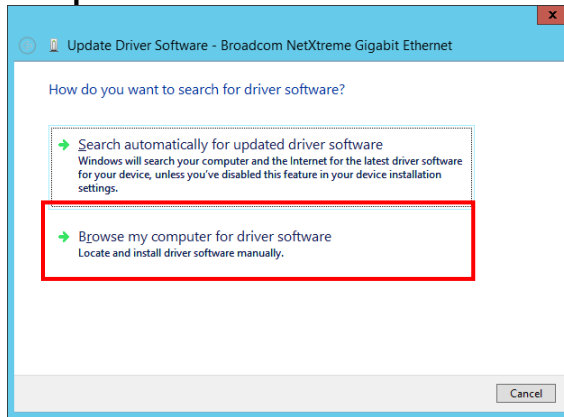 x
Update Driver Software - Broadcom NetXtreme Gigabit Ethernet
How do you want to search for driver software?
Search automatically for updated driver software
Windows will search your computer and the Internet for the latest driver software
for your device, unless you've disabled this feature in your device installation
settings.
Browse my computer for driver software
Locate and install driver software manually.
Cancel